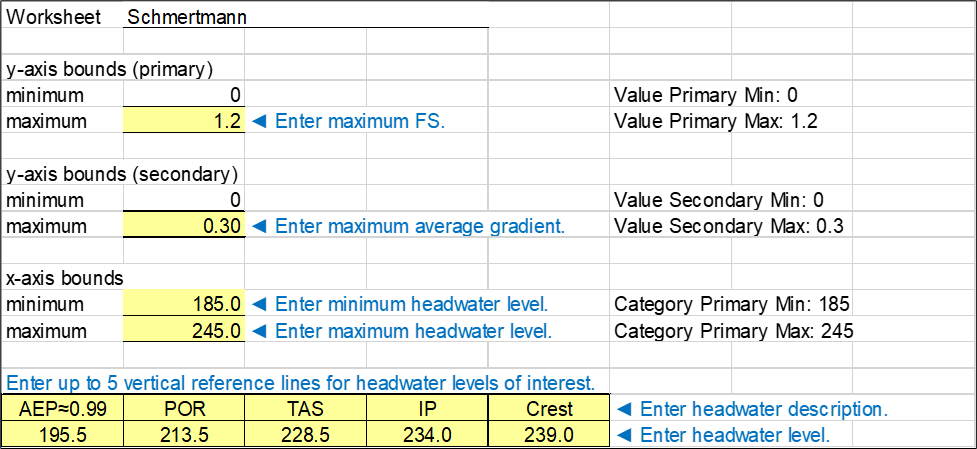 Worksheet Schmertmann
y-axis bounds (primary)
minimum 0 Value Primary Min: 0
maximum 1.2 ◄ Enter maximum FS. Value Primary Max: 1.2
y-axis bounds (secondary)
minimum 0 Value Secondary Min: 0
maximum 0.30 ◄ Enter maximum average gradient. Value Secondary Max: 0.3
x-axis bounds
minimum 185.0 ◄ Enter minimum headwater level. Category Primary Min: 185
maximum 245.0 ◄ Enter maximum headwater level. Category Primary Max: 245
Enter up to 5 vertical reference lines for headwater levels of interest.
AEP≈0.99 POR TAS IP Crest ◄ Enter headwater description.
195.5 213.5 228.5 234.0 239.0 ◄ Enter headwater level.